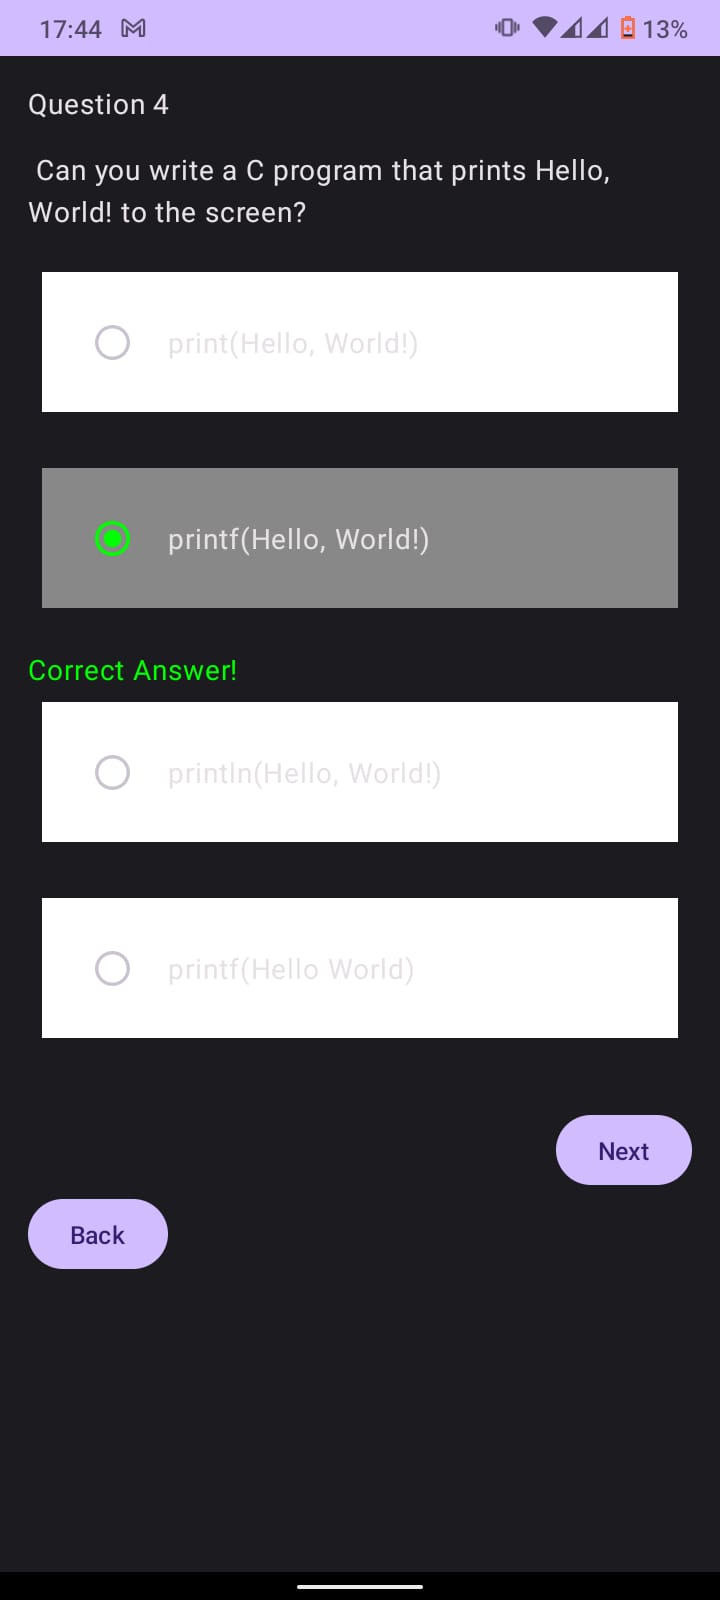 17:44
13%
Question 4
Can you write a C program that prints Hello,
World! to the screen?
print(Hello, World!)
printf(Hello, World!)
Correct Answer!
println(Hello, World!)
printf(Hello World)
Next
Back